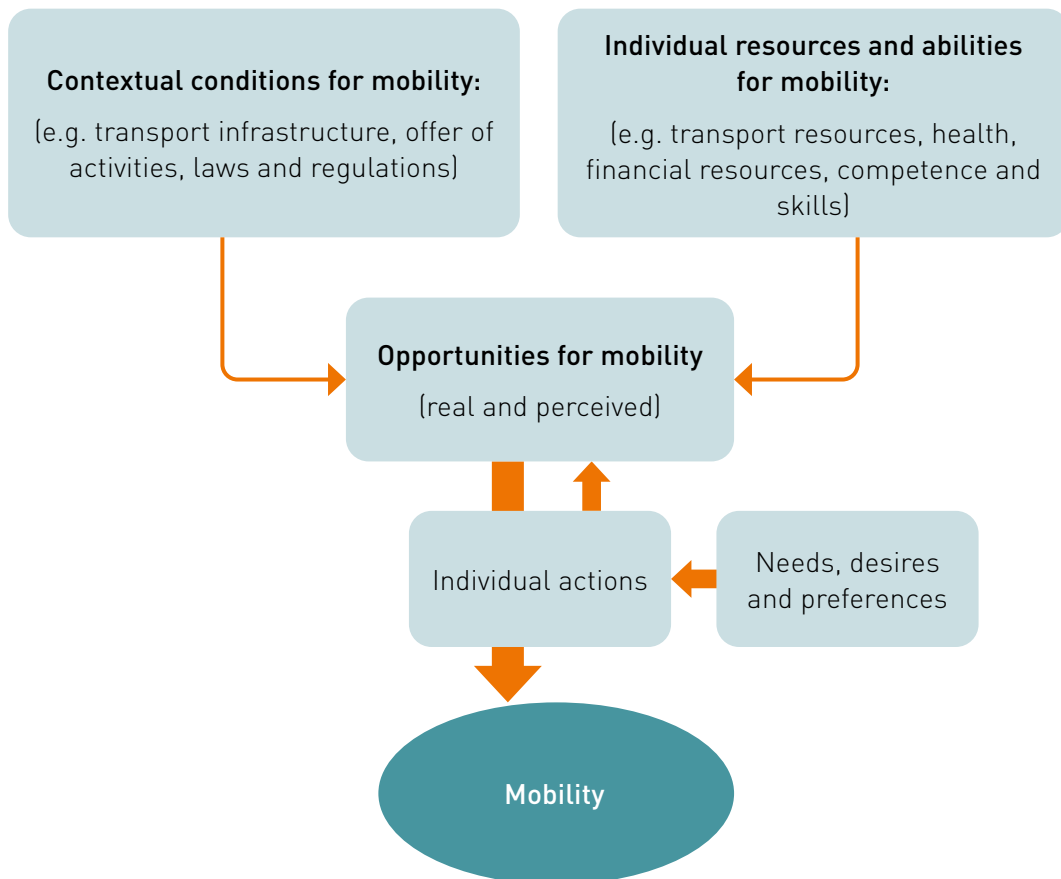 Contextual conditions for mobility:
(e.g. transport infrastructure, offer of
activities, laws and regulations)
Individual resources and abilities
for mobility:
(e.g. transport resources, health,
financial resources, competence and
skills)
Opportunities for mobility
(real and perceived)
Individual actions
Needs, desires
and preferences
Mobility